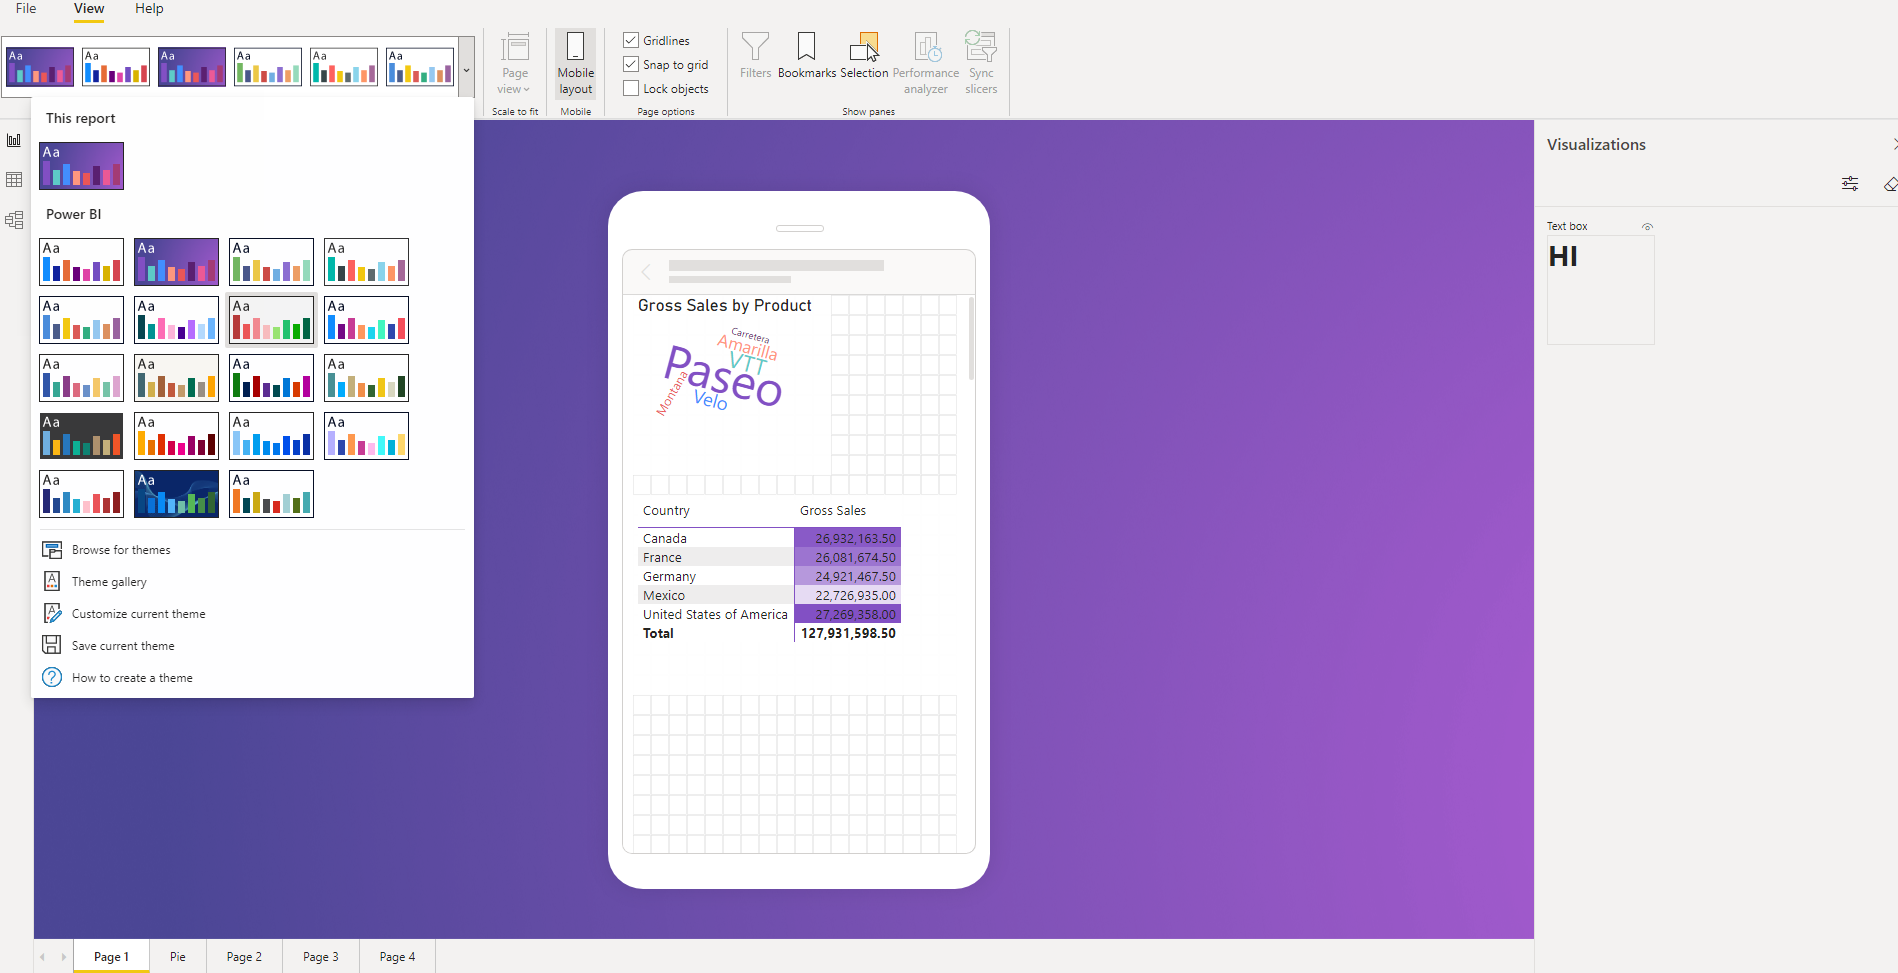 File View Help
Aa Aa Aa Aa Aa Aa
Page
view
Scale to fit
Mobile
layout
Mobile
Gridlines
Snap to grid
Lock objects
Page options
Filters
Bookmarks
Selection
Performance
analyzer
Sync
slicers
Show panes
This report
Aa
Power BI
Aa Aa Aa Aa
Aa Aa Aa Aa
Aa Aa Aa Aa
Aa Aa Aa Aa
Aa Aa Aa
Browse for themes
Theme gallery
Customize current theme
Save current theme
How to create a theme
Gross Sales by Product
Carretera
Amarilla
VTT
Paseo
Montana
Velo
Country Gross Sales
Canada 26,932,163.50
France 26,081,674.50
Germany 24,921,467.50
Mexico 22,726,935.00
United States of America 27,269,358.00
Total 127,931,598.50
Visualizations
Text box
HI
Page 1 Pie Page 2 Page 3 Page 4